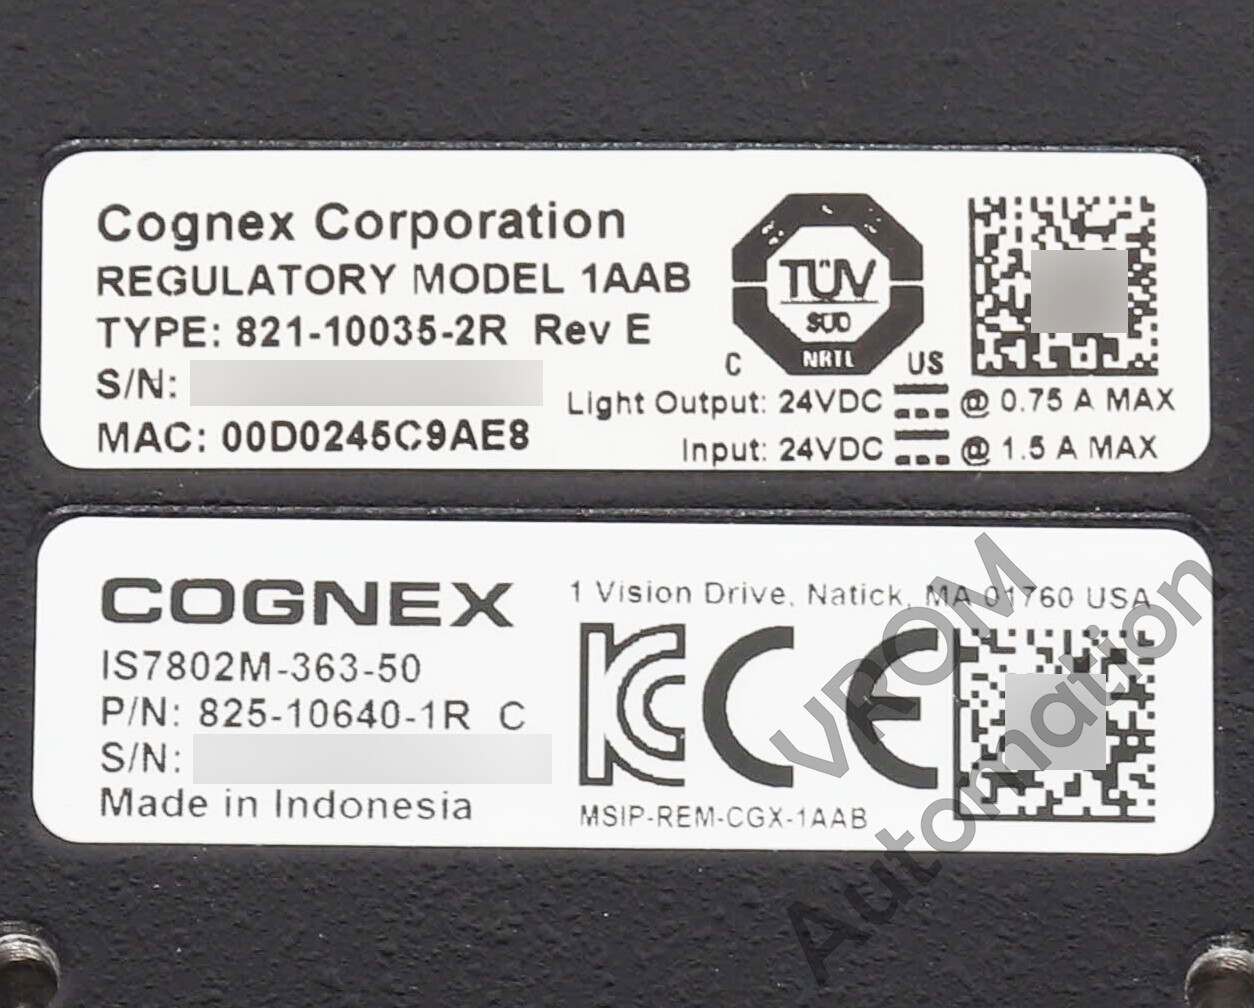 Cognex Corporation
REGULATORY MODEL 1AAB
TYPE: 821-10035-2R Rev E
S/N:
MAC: 00D0245C9AE8
TÜV
SÜD
NRTL
C US
Light Output: 24VDC @ 0.75 A MAX
Input: 24VDC @ 1.5 A MAX
COGNEX
1 Vision Drive, Natick, MA 01760 USA
IS7802M-363-50
P/N: 825-10640-1R C
S/N:
Made in Indonesia
KC CE
MSIP-REM-CGX-1AAB
VROM
Automation